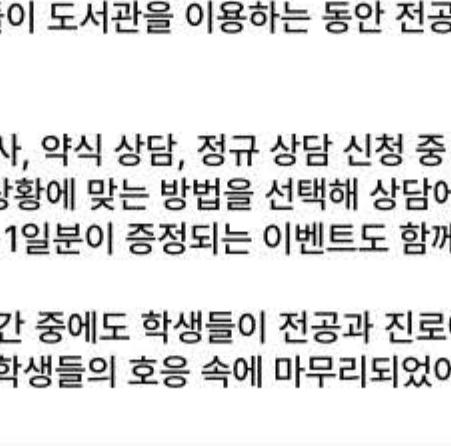 이 도서관을 이용하는 동안 전공
사, 약식 상담, 정규 상담 신청 중
상황에 맞는 방법을 선택해 상담에
1일분이 증정되는 이벤트도 함께
간 중에도 학생들이 전공과 진로
학생들의 호응 속에 마무리되었